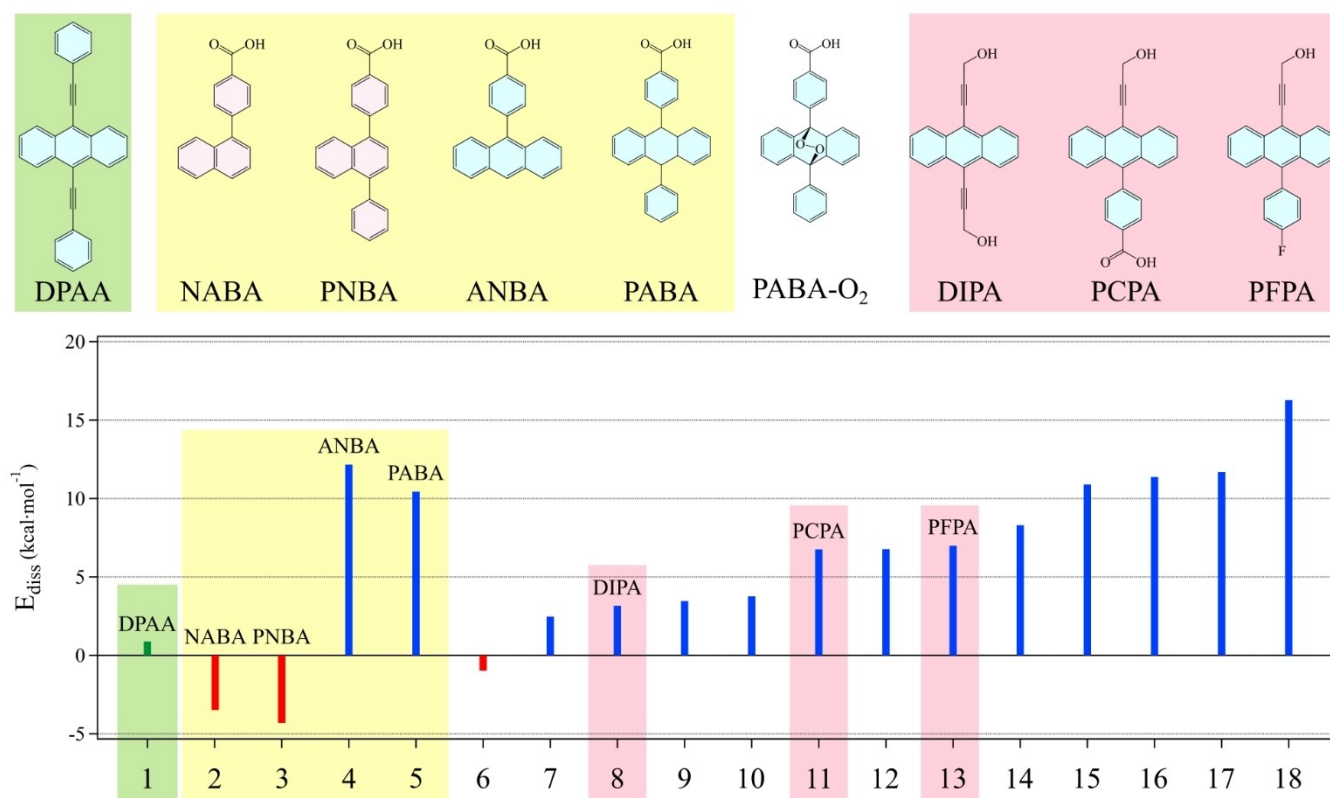 O OH
O OH
O OH
O OH
O OH
OH
OH
OH
O O
OH
O OH
F
DPAA NABA PNBA ANBA PABA PABA-O₂ DIPA PCPA PFPA
20
15
10
5
0
-5
E_diss (kcal·mol⁻¹)
ANBA
PABA
PCPA PFPA
DIPA
DPAA NABA PNBA
1 2 3 4 5 6 7 8 9 10 11 12 13 14 15 16 17 18